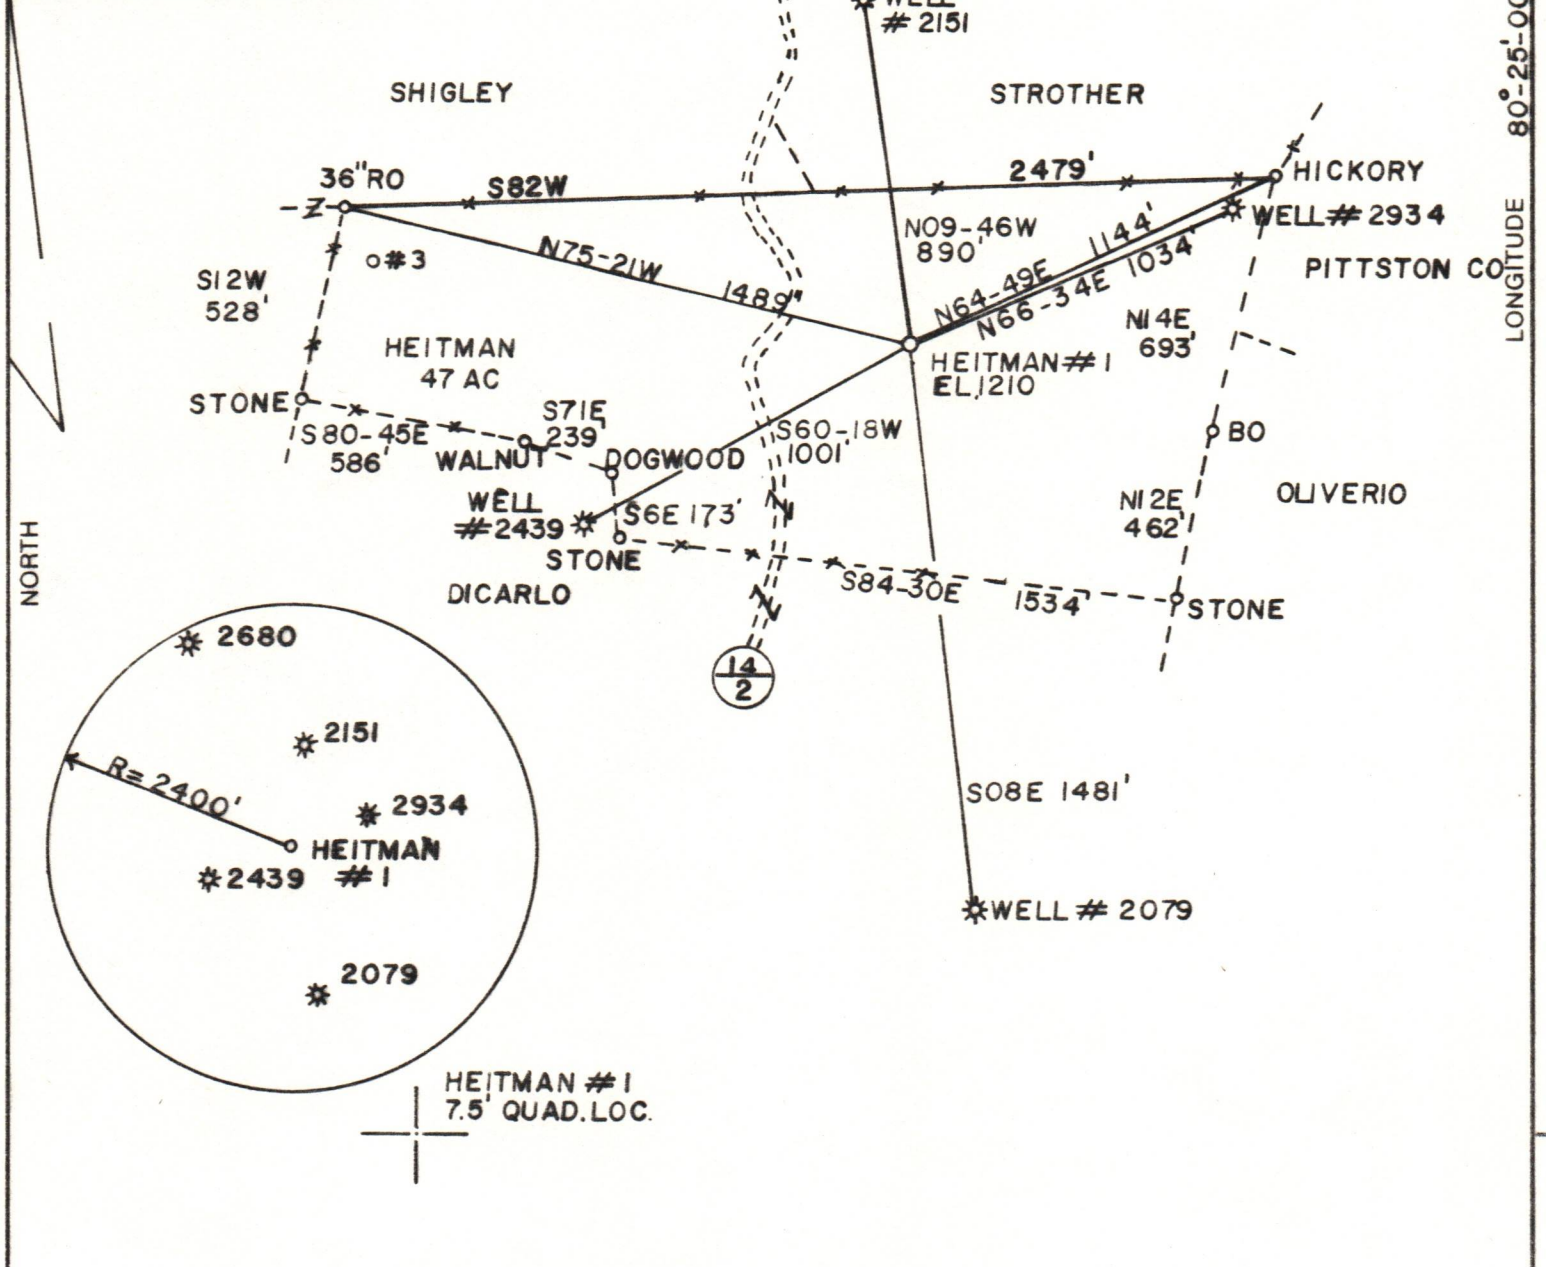 WELL
# 2151
80°-25'-00
SHIGLEY
STROTHER
36"RO
S82W
2479'
HICKORY
WELL # 2934
#3
N75-21W
1489'
N09-46W
890'
N64-49E 1144'
N66-34E 1034'
PITTSTON CO
LONGITUDE
S12W
528'
N14E
693'
HEITMAN
47 AC
HEITMAN #1
EL.1210
STONE
S80-45E
586'
S71E
239'
WALNUT
DOGWOOD
S60-18W
1001'
BO
WELL
#2439
S6E 173'
STONE
N12E
462'
OLIVERIO
NORTH
DICARLO
S84-30E 1534'
STONE
14
2
2680
2151
R= 2400'
2934
HEITMAN
#1
2439
2079
S08E 1481'
WELL # 2079
HEITMAN #1
7.5' QUAD.LOC.